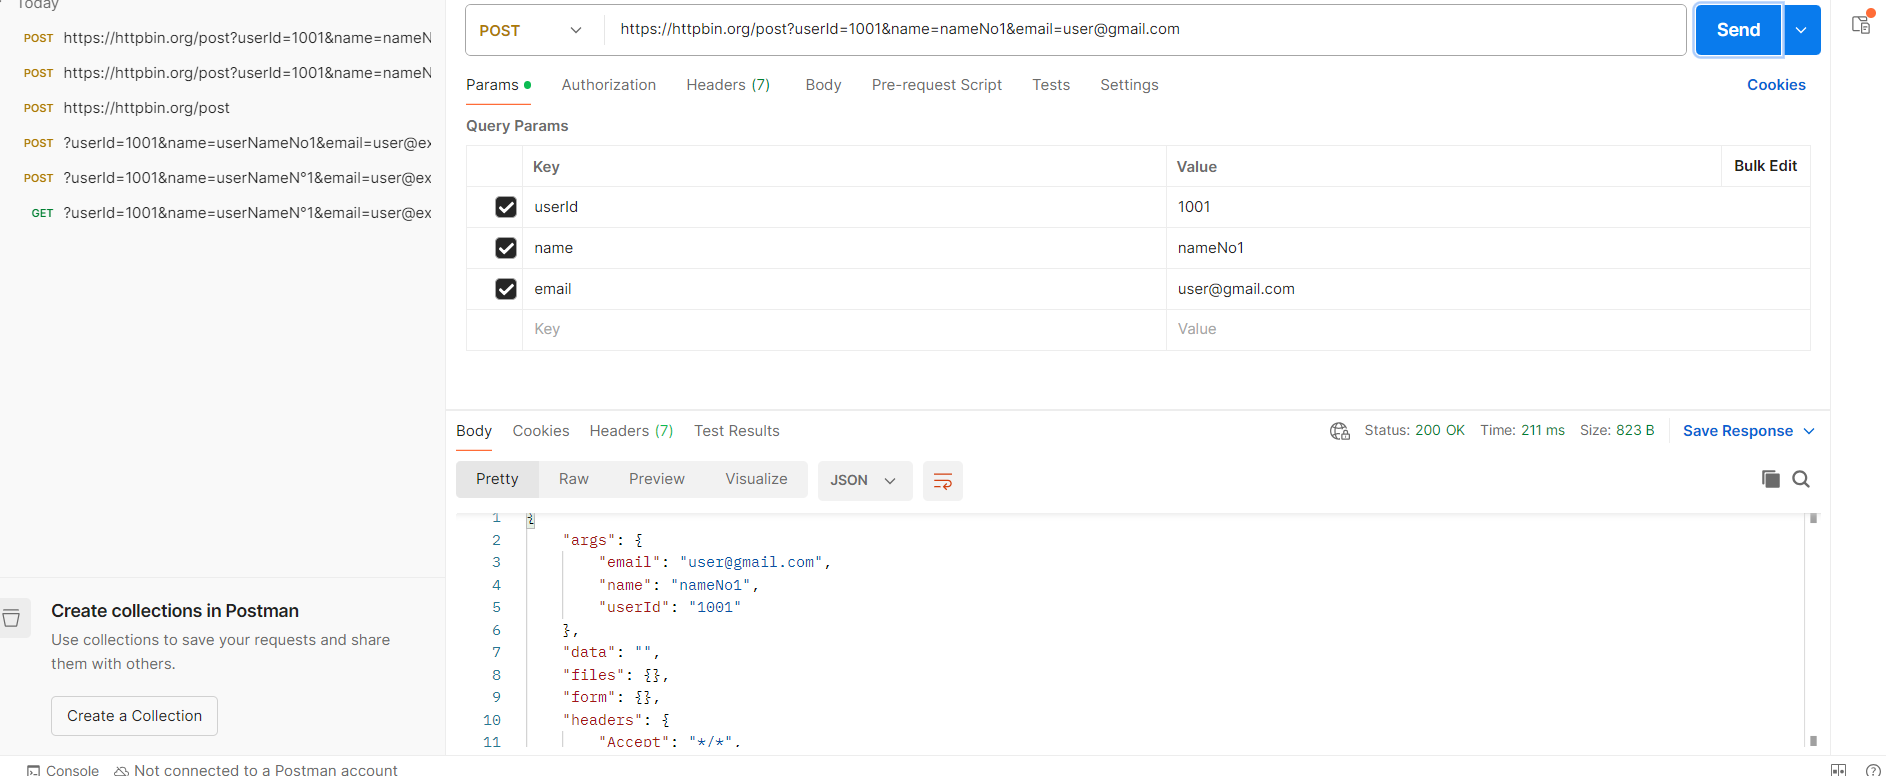 Today
POST https://httpbin.org/post?userId=1001&name=nameN
POST https://httpbin.org/post?userId=1001&name=nameN
POST https://httpbin.org/post
POST ?userId=1001&name=userNameNo1&email=user@ex
POST ?userId=1001&name=userNameN°1&email=user@ex
GET ?userId=1001&name=userNameN°1&email=user@ex
Create collections in Postman
Use collections to save your requests and share
them with others.
Create a Collection
POST https://httpbin.org/post?userId=1001&name=nameNo1&email=user@gmail.com Send
Params Authorization Headers (7) Body Pre-request Script Tests Settings Cookies
Query Params
Key Value Bulk Edit
userId 1001
name nameNo1
email user@gmail.com
Key Value
Body Cookies Headers (7) Test Results Status: 200 OK Time: 211 ms Size: 823 B Save Response
Pretty Raw Preview Visualize JSON
1 {
2 "args": {
3 "email": "user@gmail.com",
4 "name": "nameNo1",
5 "userId": "1001"
6 },
7 "data": "",
8 "files": {},
9 "form": {},
10 "headers": {
11 "Accept": "*/*",
Console Not connected to a Postman account